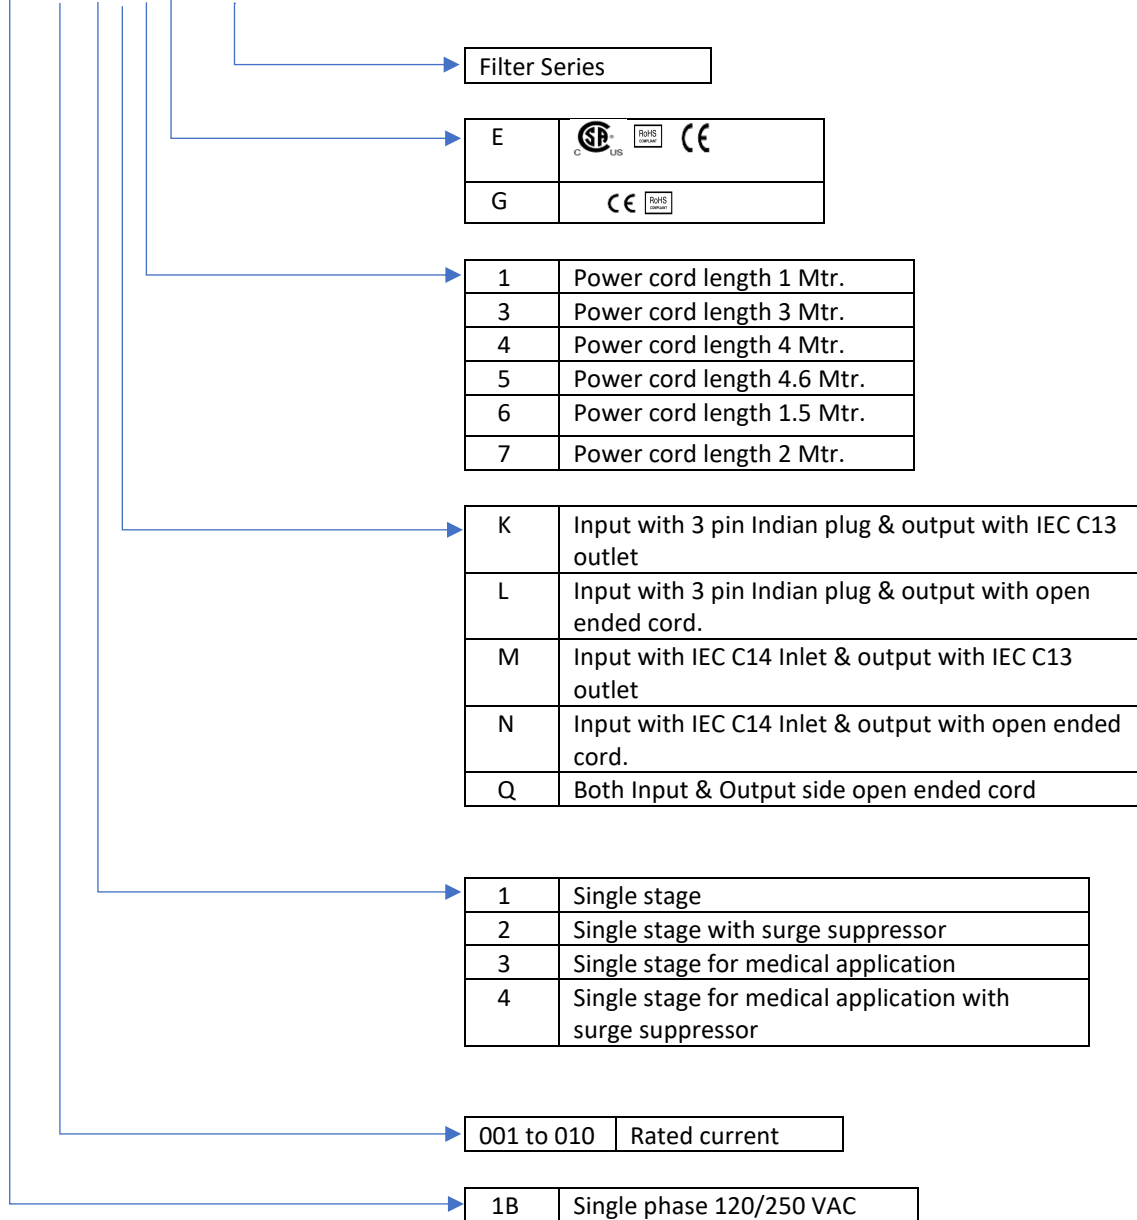 Filter Series
E C SA US RoHS COMPLIANT CE
G CE RoHS COMPLIANT
1 Power cord length 1 Mtr.
3 Power cord length 3 Mtr.
4 Power cord length 4 Mtr.
5 Power cord length 4.6 Mtr.
6 Power cord length 1.5 Mtr.
7 Power cord length 2 Mtr.
K Input with 3 pin Indian plug & output with IEC C13
outlet
L Input with 3 pin Indian plug & output with open
ended cord.
M Input with IEC C14 Inlet & output with IEC C13
outlet
N Input with IEC C14 Inlet & output with open ended
cord.
Q Both Input & Output side open ended cord
1 Single stage
2 Single stage with surge suppressor
3 Single stage for medical application
4 Single stage for medical application with
surge suppressor
001 to 010 Rated current
1B Single phase 120/250 VAC